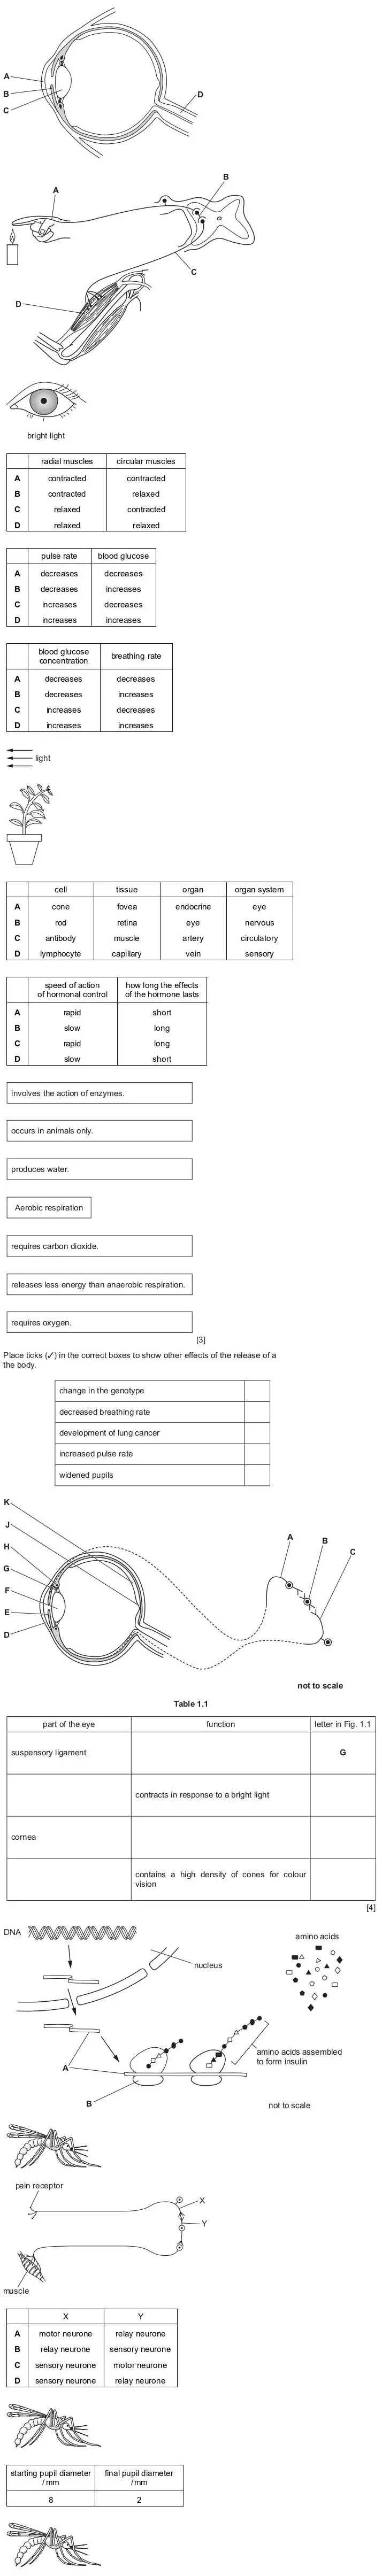 A
B
C
D
A
B
C
D
bright light
radial muscles circular muscles
A contracted contracted
B contracted relaxed
C relaxed contracted
D relaxed relaxed
pulse rate blood glucose
A decreases decreases
B decreases increases
C increases decreases
D increases increases
blood glucose concentration breathing rate
A decreases decreases
B decreases increases
C increases decreases
D increases increases
light
cell tissue organ organ system
A cone fovea endocrine eye
B rod retina eye nervous
C antibody muscle artery circulatory
D lymphocyte capillary vein sensory
speed of action of hormonal control how long the effects of the hormone lasts
A rapid short
B slow long
C rapid long
D slow short
involves the action of enzymes.
occurs in animals only.
produces water.
Aerobic respiration
requires carbon dioxide.
releases less energy than anaerobic respiration.
requires oxygen.
[3]
Place ticks (✓) in the correct boxes to show other effects of the release of a
the body.
change in the genotype
decreased breathing rate
development of lung cancer
increased pulse rate
widened pupils
K
J
H
G
F
E
D
A
B
C
not to scale
Table 1.1
part of the eye function letter in Fig. 1.1
suspensory ligament G
contracts in response to a bright light
cornea
contains a high density of cones for colour vision
[4]
DNA
nucleus
amino acids
A
B
amino acids assembled
to form insulin
not to scale
pain receptor
X
Y
muscle
X Y
A motor neurone relay neurone
B relay neurone sensory neurone
C sensory neurone motor neurone
D sensory neurone relay neurone
starting pupil diameter /mm final pupil diameter /mm
8 2